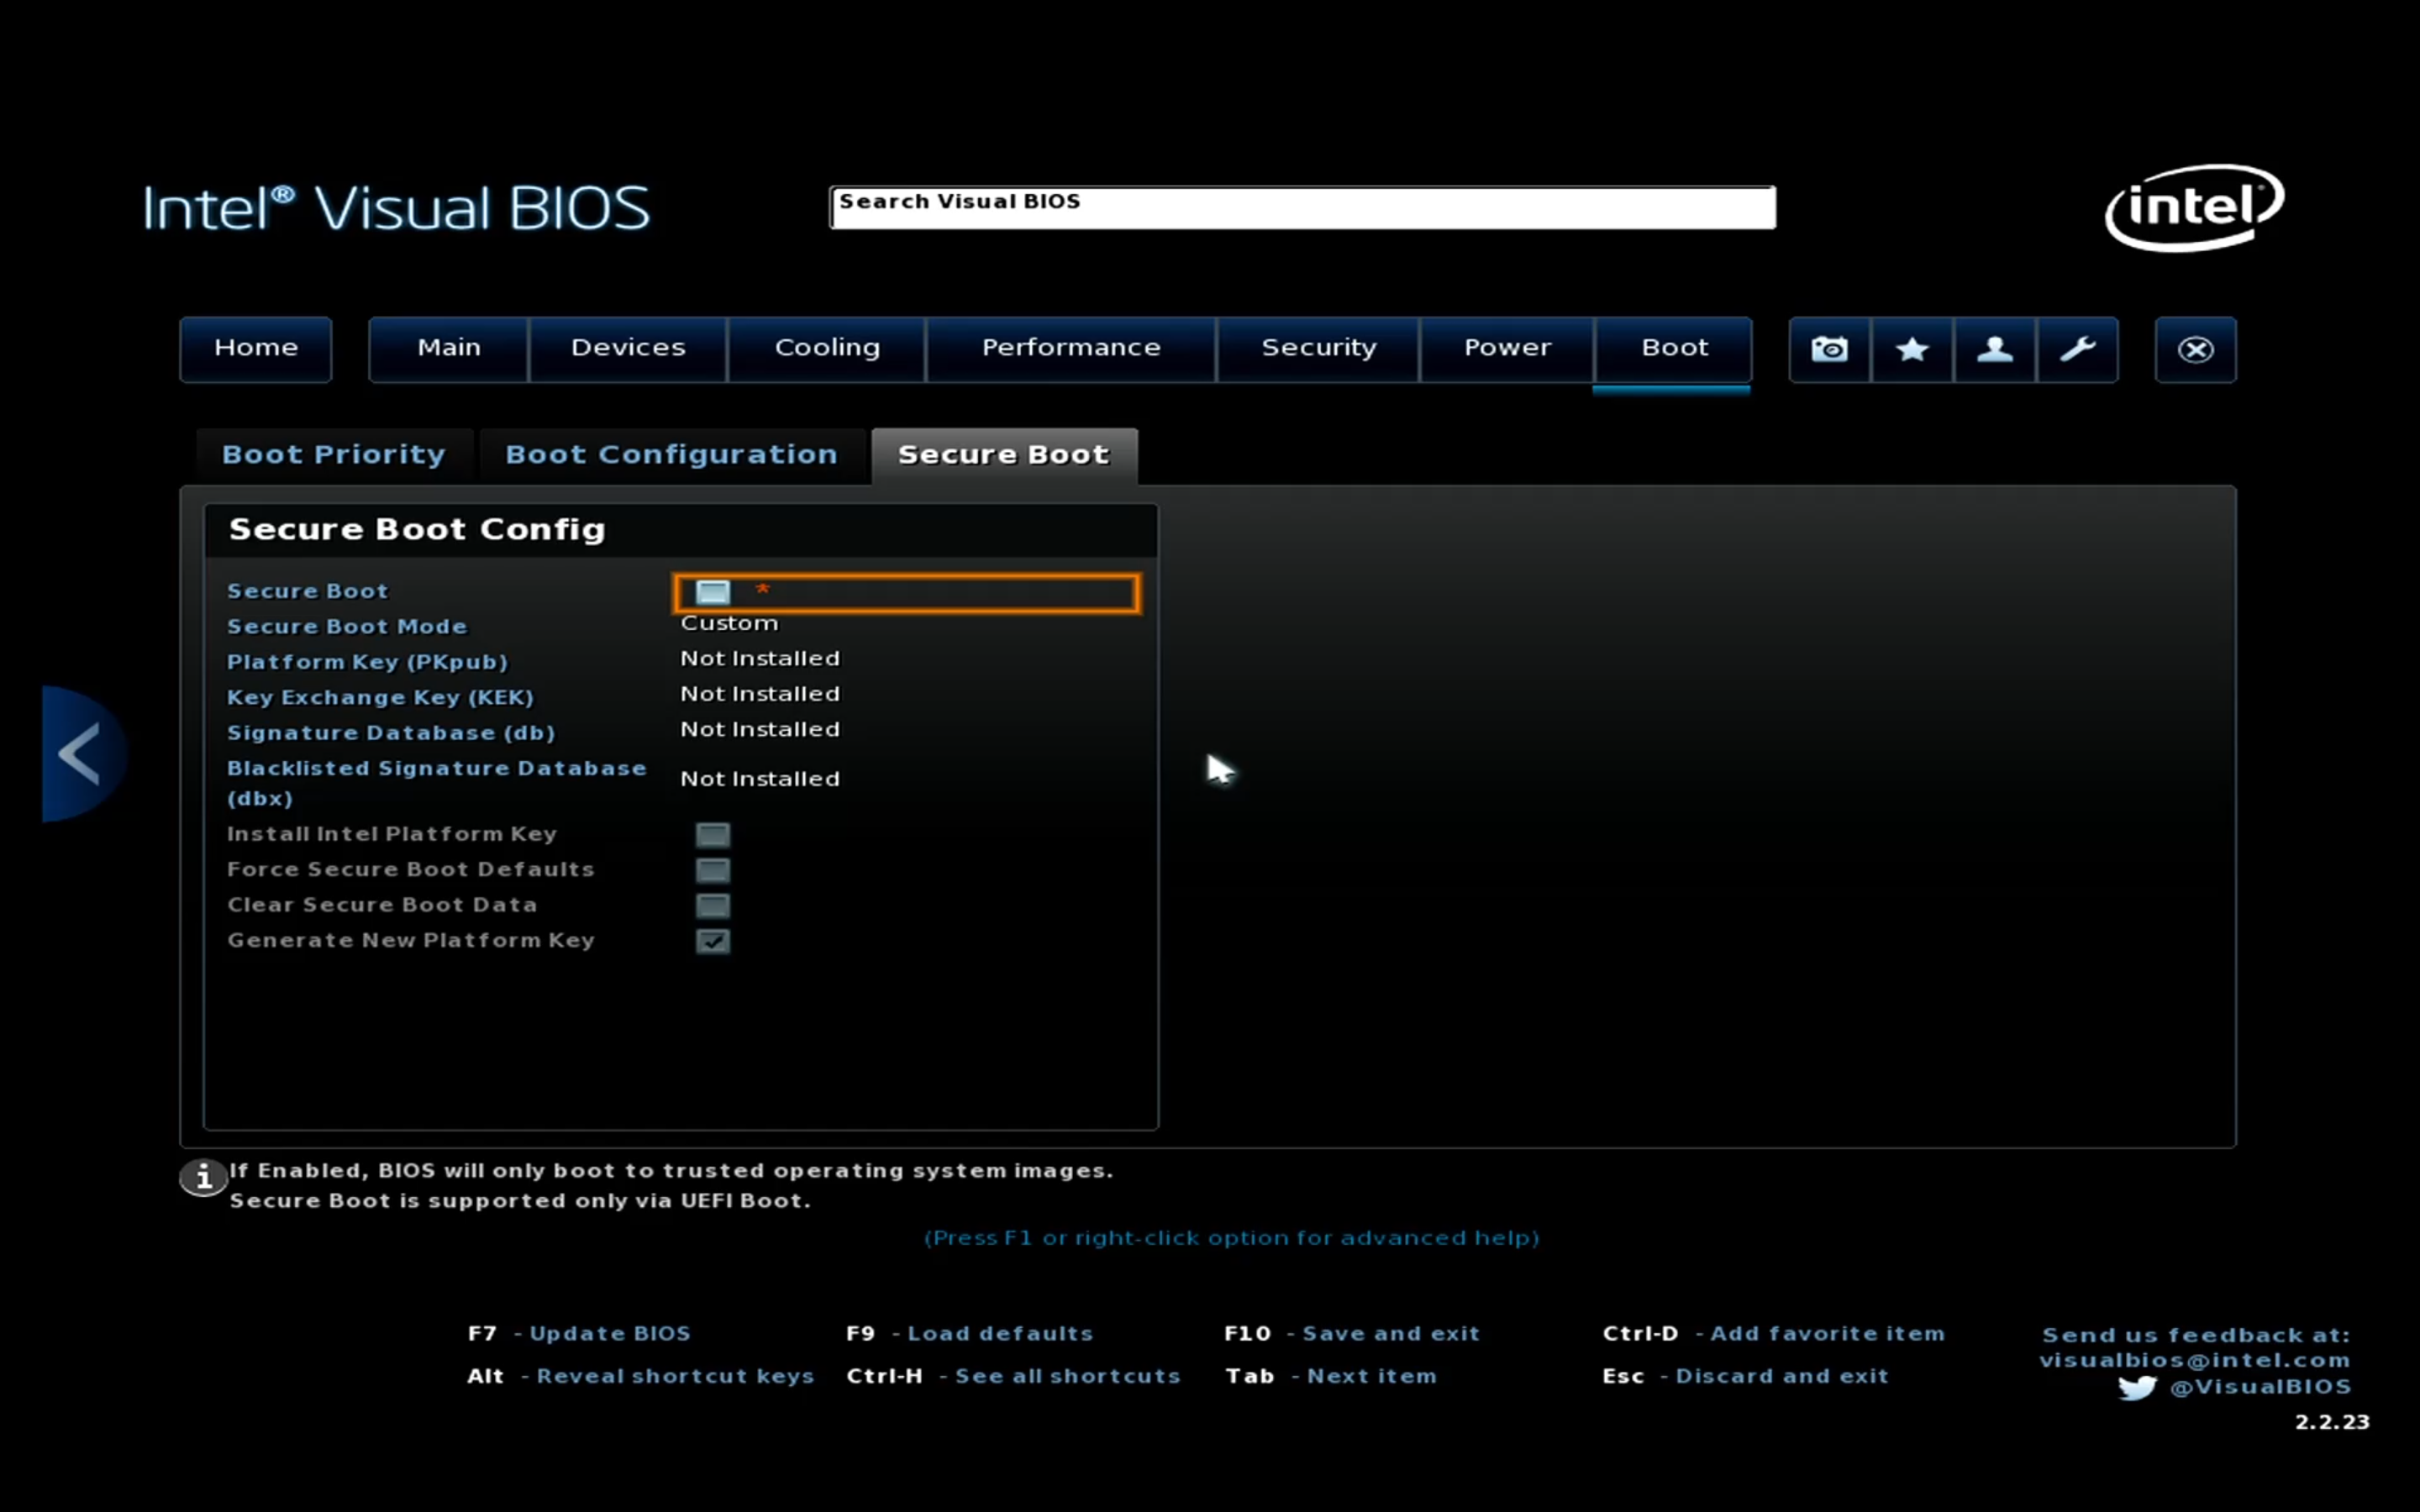 Intel® Visual BIOS
Search Visual BIOS
intel
Home
Main
Devices
Cooling
Performance
Security
Power
Boot
Boot Priority
Boot Configuration
Secure Boot
Secure Boot Config
Secure Boot *
Secure Boot Mode Custom
Platform Key (PKpub) Not Installed
Key Exchange Key (KEK) Not Installed
Signature Database (db) Not Installed
Blacklisted Signature Database
(dbx) Not Installed
Install Intel Platform Key
Force Secure Boot Defaults
Clear Secure Boot Data
Generate New Platform Key
If Enabled, BIOS will only boot to trusted operating system images.
Secure Boot is supported only via UEFI Boot.
(Press F1 or right-click option for advanced help)
F7 - Update BIOS
F9 - Load defaults
F10 - Save and exit
Ctrl-D - Add favorite item
Alt - Reveal shortcut keys
Ctrl-H - See all shortcuts
Tab - Next item
Esc - Discard and exit
Send us feedback at:
visualbios@intel.com
@VisualBIOS
2.2.23